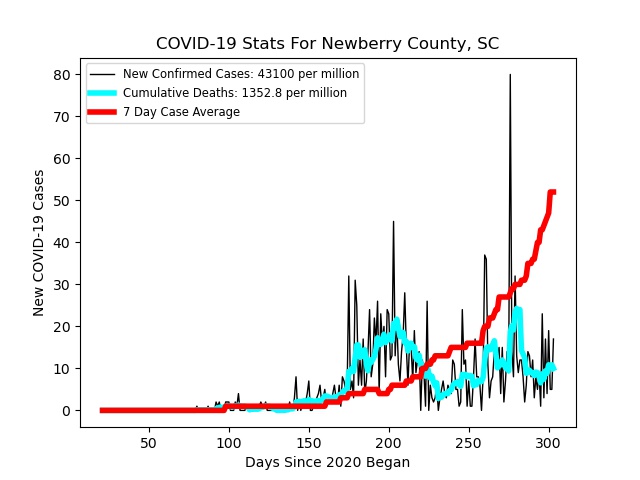 COVID-19 Stats For Newberry County, SC
New Confirmed Cases: 43100 per million
Cumulative Deaths: 1352.8 per million
7 Day Case Average
New COVID-19 Cases
80
70
60
50
40
30
20
10
0
50 100 150 200 250 300
Days Since 2020 Began